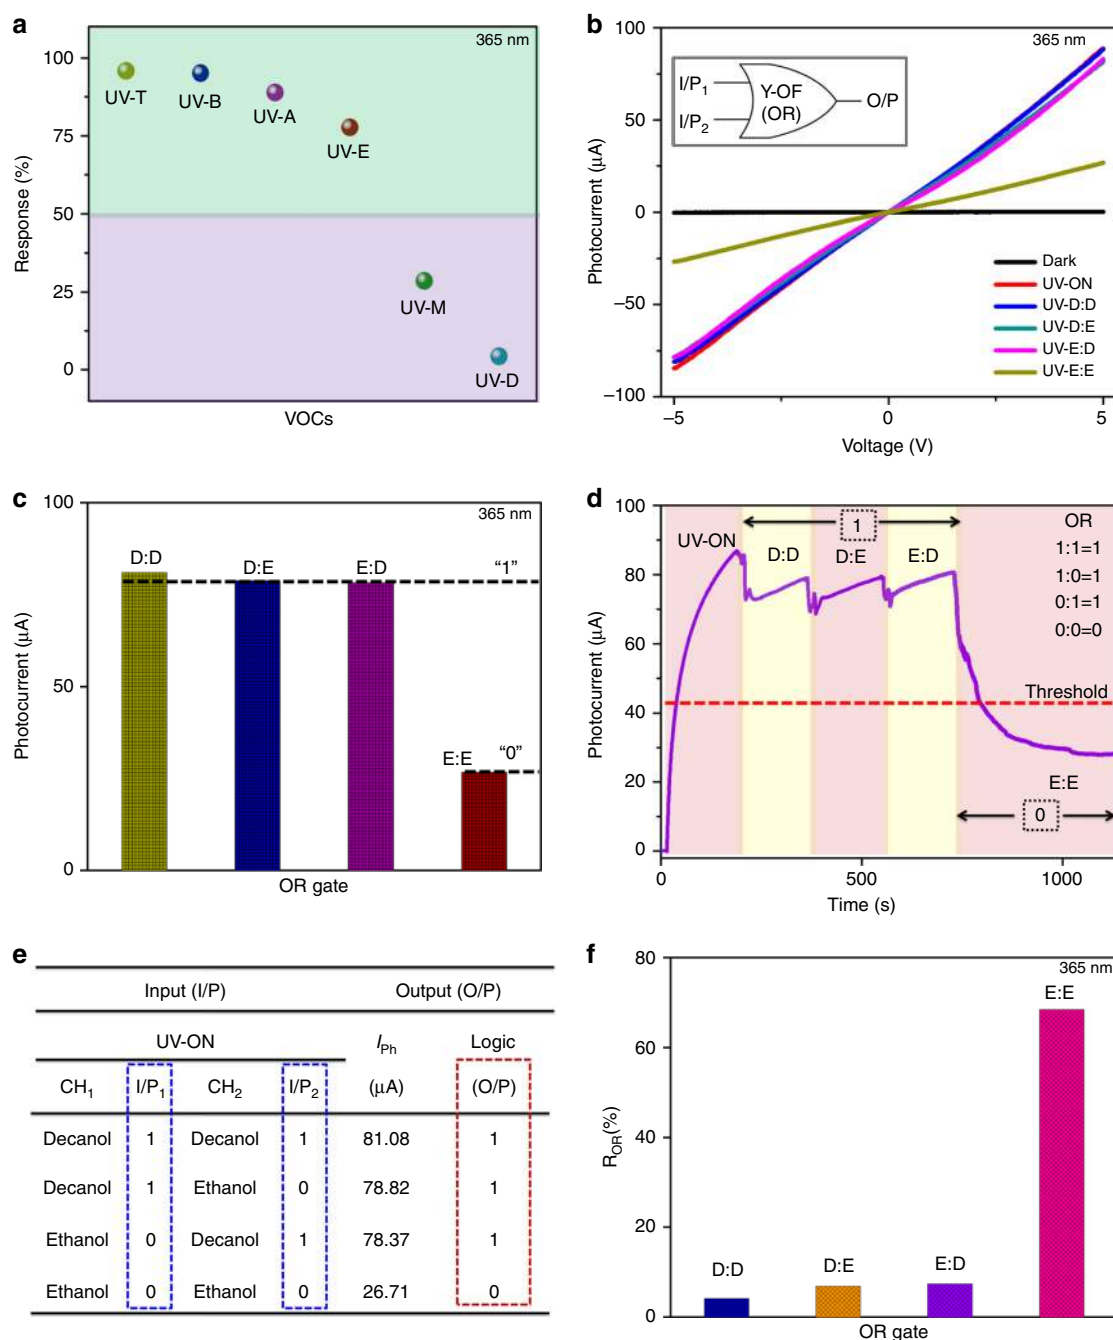 a
365 nm
100
75
50
25
0
Response (%)
UV-T
UV-B
UV-A
UV-E
UV-M
UV-D
VOCs
b
365 nm
100
50
0
−50
−100
Photocurrent (µA)
I/P1
I/P2
Y-OF
(OR)
O/P
Dark
UV-ON
UV-D:D
UV-D:E
UV-E:D
UV-E:E
−5
0
5
Voltage (V)
c
365 nm
100
50
0
Photocurrent (µA)
D:D
D:E
E:D
E:E
“1”
“0”
OR gate
d
100
80
60
40
20
0
Photocurrent (µA)
UV-ON
1
D:D
D:E
E:D
OR
1:1=1
1:0=1
0:1=1
0:0=0
Threshold
E:E
0
0
500
1000
Time (s)
e
Input (I/P) Output (O/P)
UV-ON IPh Logic
CH1 I/P1 CH2 I/P2 (µA) (O/P)
Decanol 1 Decanol 1 81.08 1
Decanol 1 Ethanol 0 78.82 1
Ethanol 0 Decanol 1 78.37 1
Ethanol 0 Ethanol 0 26.71 0
f
365 nm
80
60
40
20
0
ROR(%)
D:D
D:E
E:D
E:E
OR gate